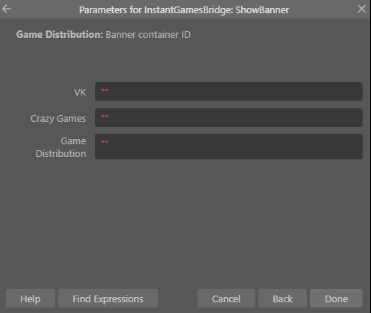 Parameters for InstantGamesBridge: ShowBanner
Game Distribution: Banner container ID
VK ""
Crazy Games ""
Game ""
Distribution
Help Find Expressions Cancel Back Done